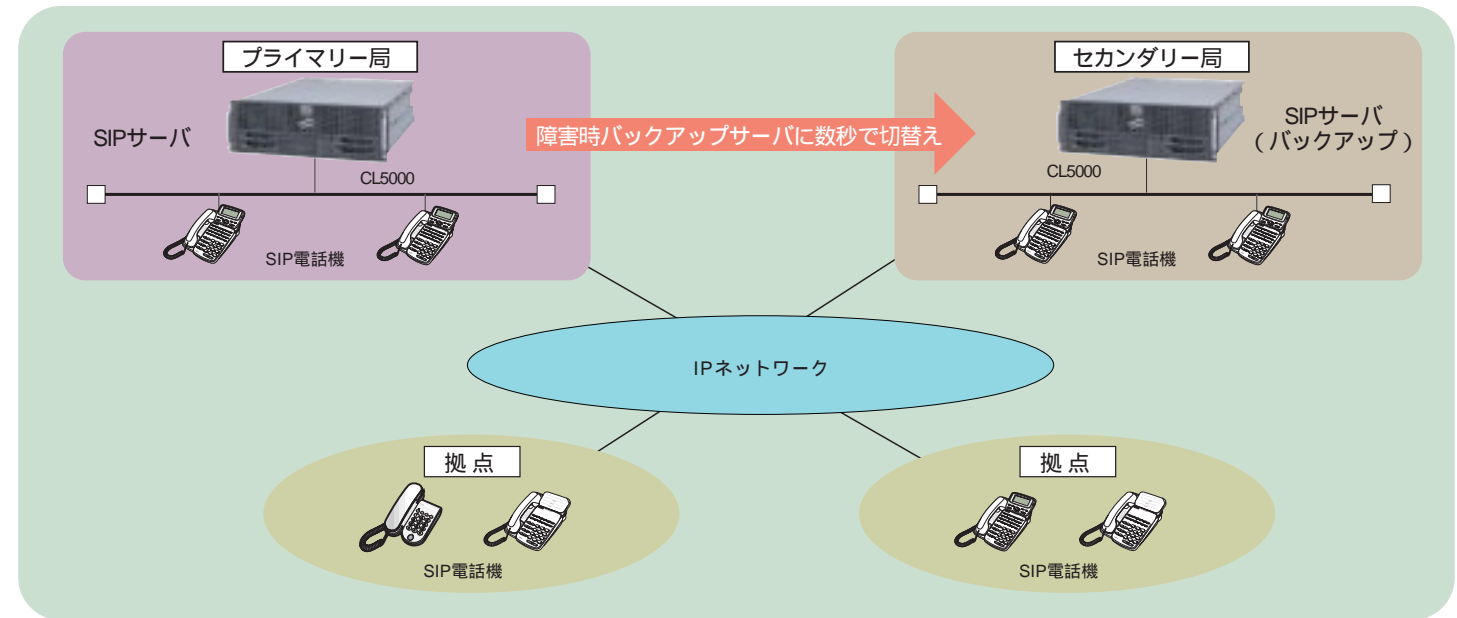 プライマリー局
SIPサーバ
CL5000
SIP電話機
障害時バックアップサーバに数秒で切替え
セカンダリー局
SIPサーバ
(バックアップ)
CL5000
SIP電話機
IPネットワーク
拠 点
SIP電話機
拠 点
SIP電話機